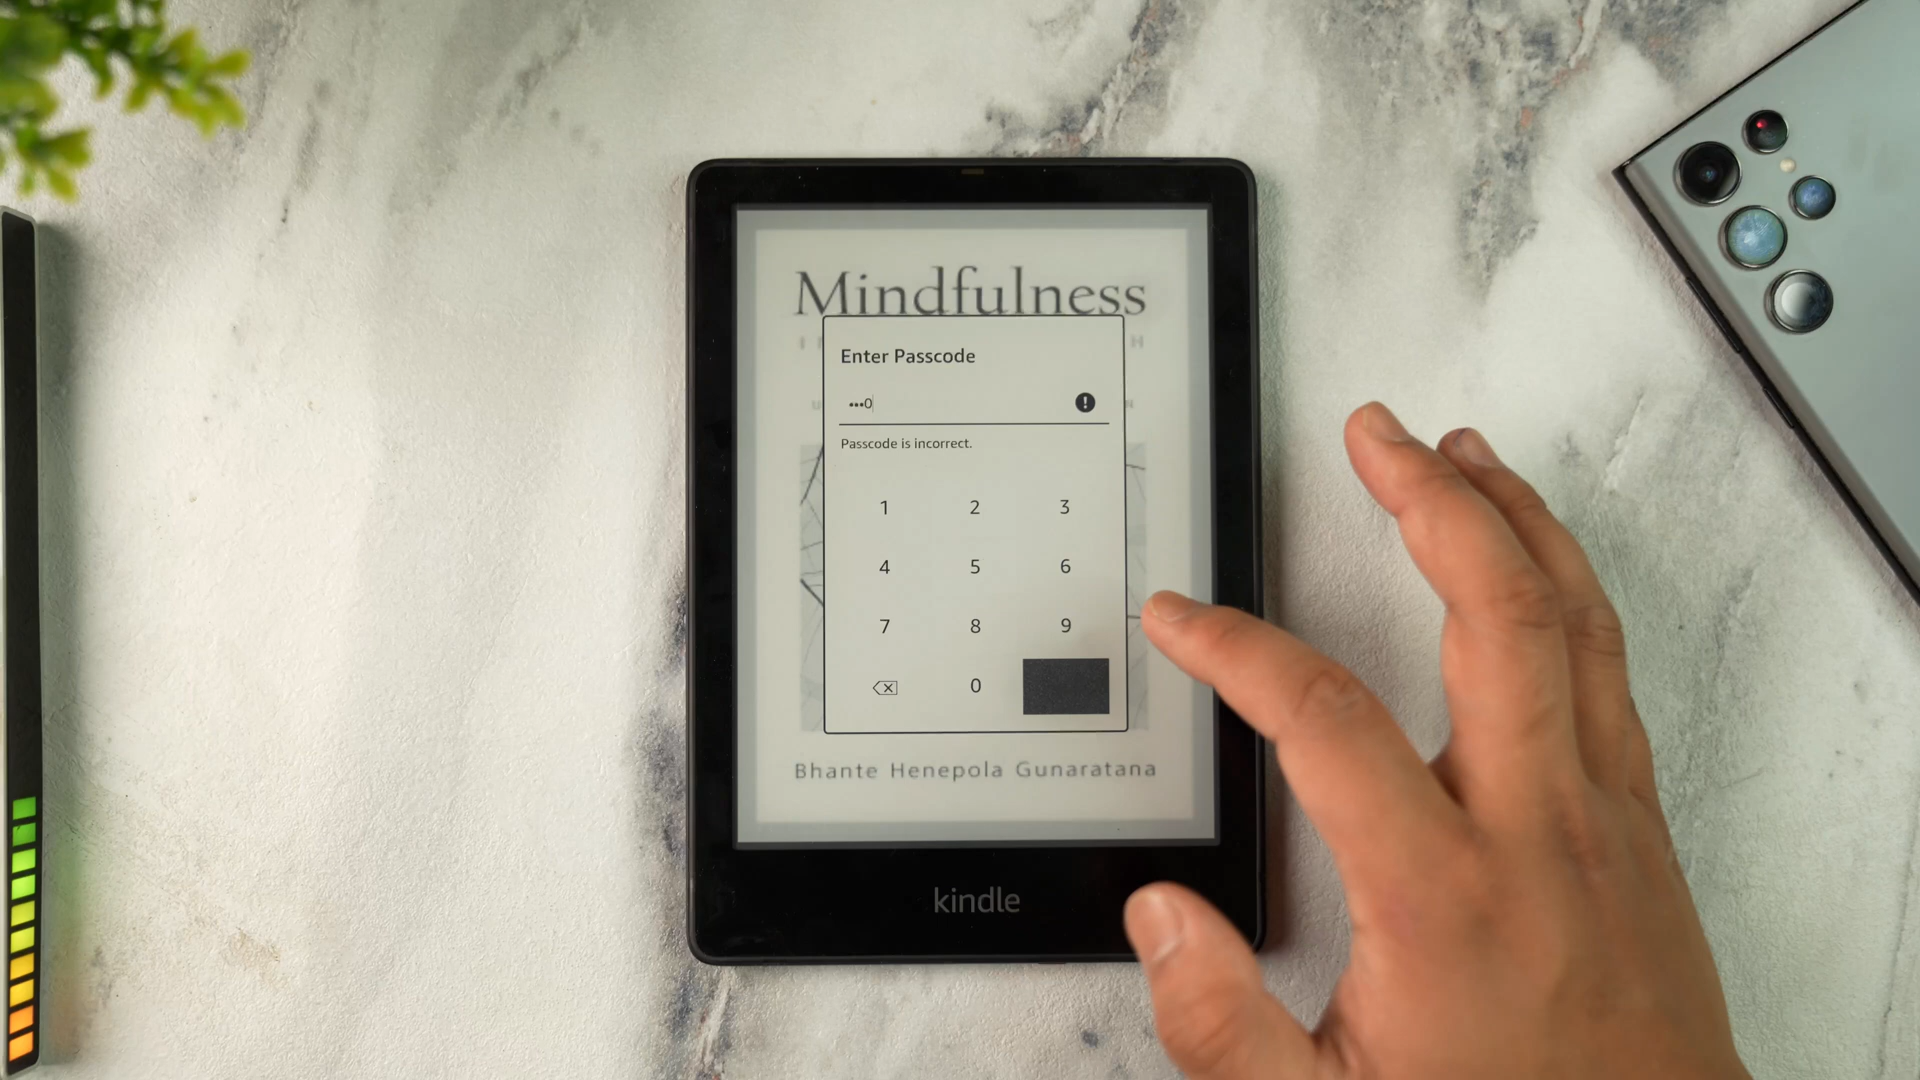 Mindfulness
Enter Passcode
•••0
Passcode is incorrect.
1 2 3
4 5 6
7 8 9
0
Bhante Henepola Gunaratana
kindle